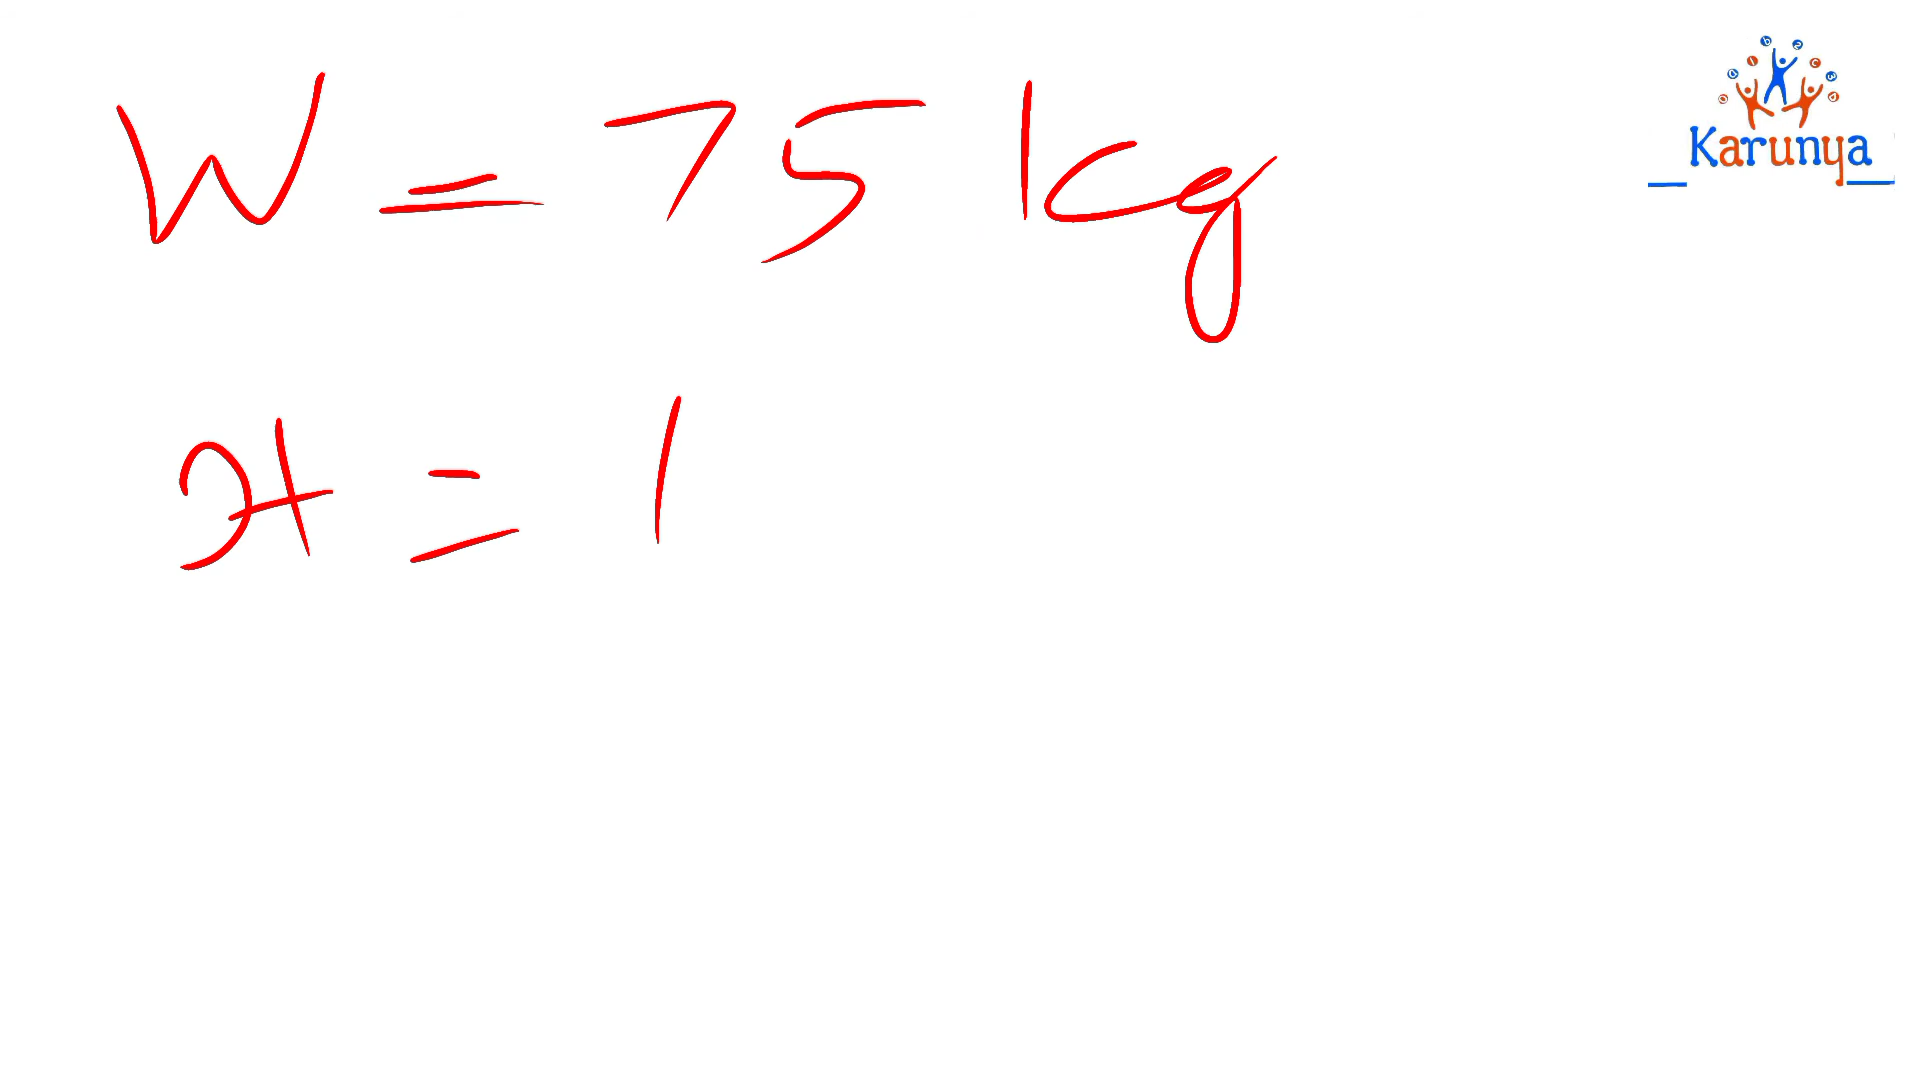 W = 75 kg
Karunya
H = 1